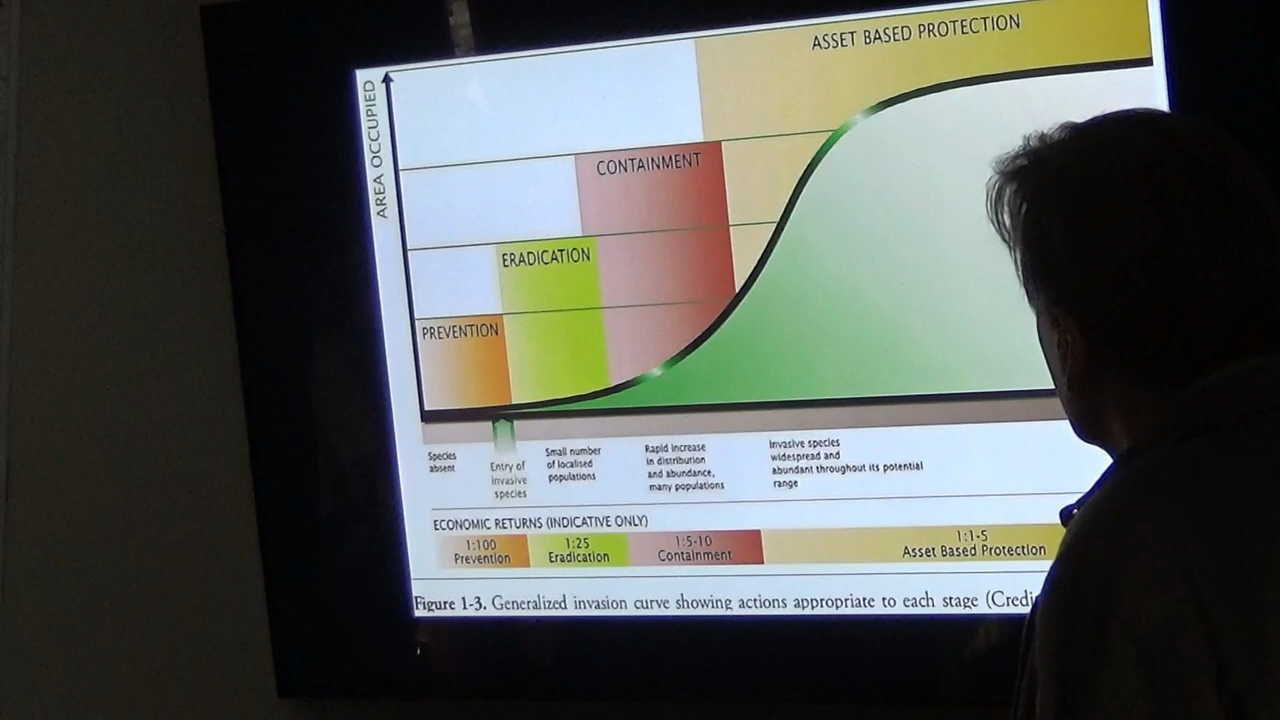 ASSET BASED PROTECTION
AREA OCCUPIED
CONTAINMENT
ERADICATION
PREVENTION
Species
absent
Entry of
invasive
species
Small number
of localised
populations
Rapid increase
in distribution
and abundance,
many populations
Invasive species
widespread and
abundant throughout its potential
range
ECONOMIC RETURNS (INDICATIVE ONLY)
1:100
Prevention
1:25
Eradication
1:5-10
Containment
1:1-5
Asset Based Protection
Figure 1-3. Generalized invasion curve showing actions appropriate to each stage